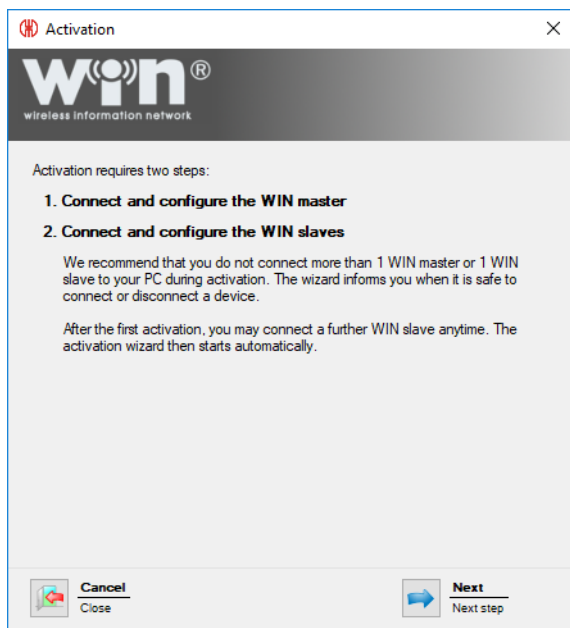 Activation
WIN®
wireless information network
Activation requires two steps:
1. Connect and configure the WIN master
2. Connect and configure the WIN slaves
We recommend that you do not connect more than 1 WIN master or 1 WIN
slave to your PC during activation. The wizard informs you when it is safe to
connect or disconnect a device.
After the first activation, you may connect a further WIN slave anytime. The
activation wizard then starts automatically.
Cancel
Close
Next
Next step